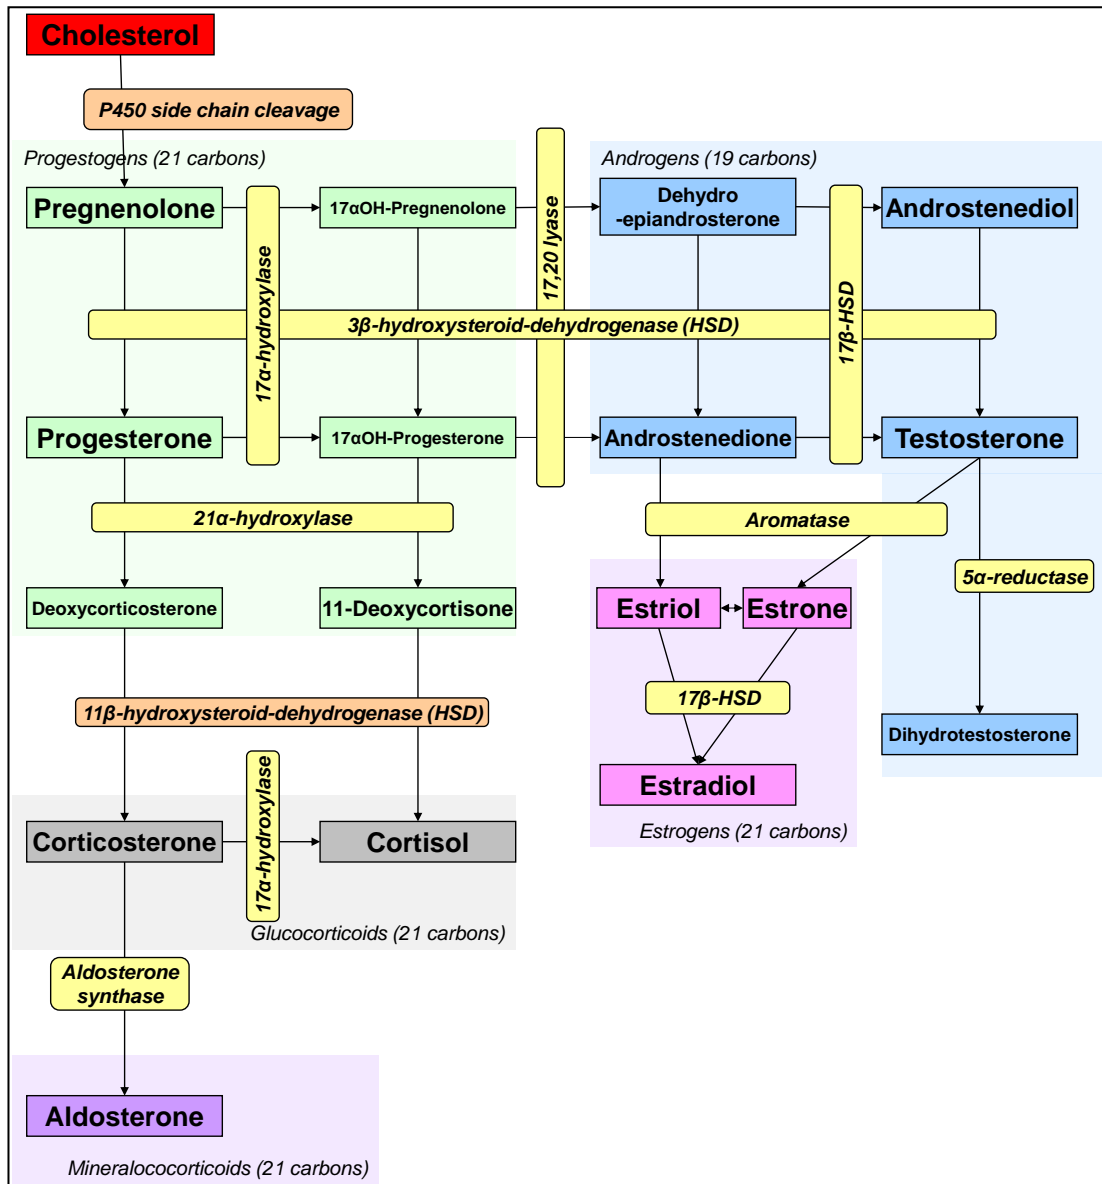 Cholesterol
P450 side chain cleavage
Progestogens (21 carbons)
Androgens (19 carbons)
Pregnenolone
17αOH-Pregnenolone
Dehydro
-epiandrosterone
Androstenediol
17α-hydroxylase
17,20 lyase
17β-HSD
3β-hydroxysteroid-dehydrogenase (HSD)
Progesterone
17αOH-Progesterone
Androstenedione
Testosterone
21α-hydroxylase
Aromatase
5α-reductase
Deoxycorticosterone
11-Deoxycortisone
Estriol
Estrone
17β-HSD
11β-hydroxysteroid-dehydrogenase (HSD)
Dihydrotestosterone
Estradiol
Estrogens (21 carbons)
17α-hydroxylase
Corticosterone
Cortisol
Glucocorticoids (21 carbons)
Aldosterone
synthase
Aldosterone
Mineralococorticoids (21 carbons)